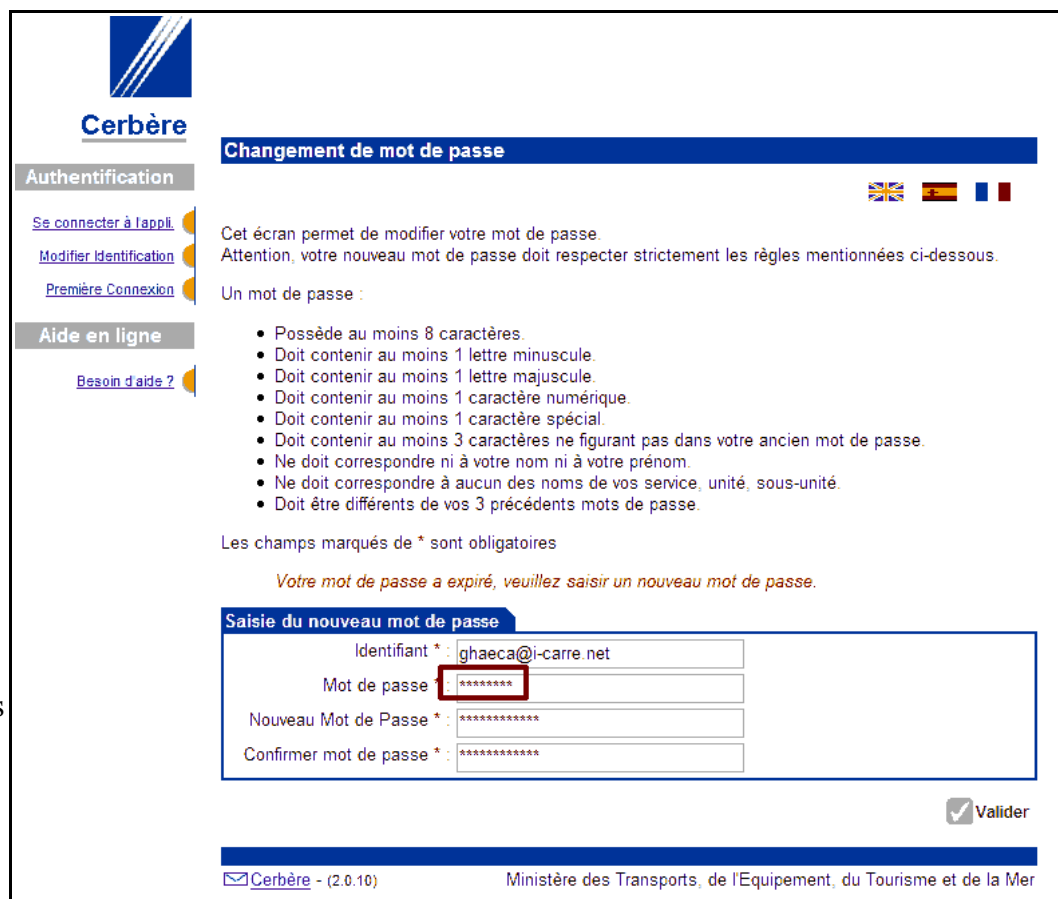 Cerbère
Authentification
Se connecter à l'appli.
Modifier Identification
Première Connexion
Aide en ligne
Besoin d'aide ?
Changement de mot de passe
Cet écran permet de modifier votre mot de passe.
Attention, votre nouveau mot de passe doit respecter strictement les règles mentionnées ci-dessous.
Un mot de passe :
• Possède au moins 8 caractères.
• Doit contenir au moins 1 lettre minuscule.
• Doit contenir au moins 1 lettre majuscule.
• Doit contenir au moins 1 caractère numérique.
• Doit contenir au moins 1 caractère spécial.
• Doit contenir au moins 3 caractères ne figurant pas dans votre ancien mot de passe.
• Ne doit correspondre ni à votre nom ni à votre prénom.
• Ne doit correspondre à aucun des noms de vos service, unité, sous-unité.
• Doit être différents de vos 3 précédents mots de passe.
Les champs marqués de * sont obligatoires
Votre mot de passe a expiré, veuillez saisir un nouveau mot de passe.
Saisie du nouveau mot de passe
Identifiant * : ghaeca@i-carre.net
Mot de passe * : ********
Nouveau Mot de Passe * : ************
Confirmer mot de passe * : ************
s
Valider
Cerbère - (2.0.10) Ministère des Transports, de l'Equipement, du Tourisme et de la Mer